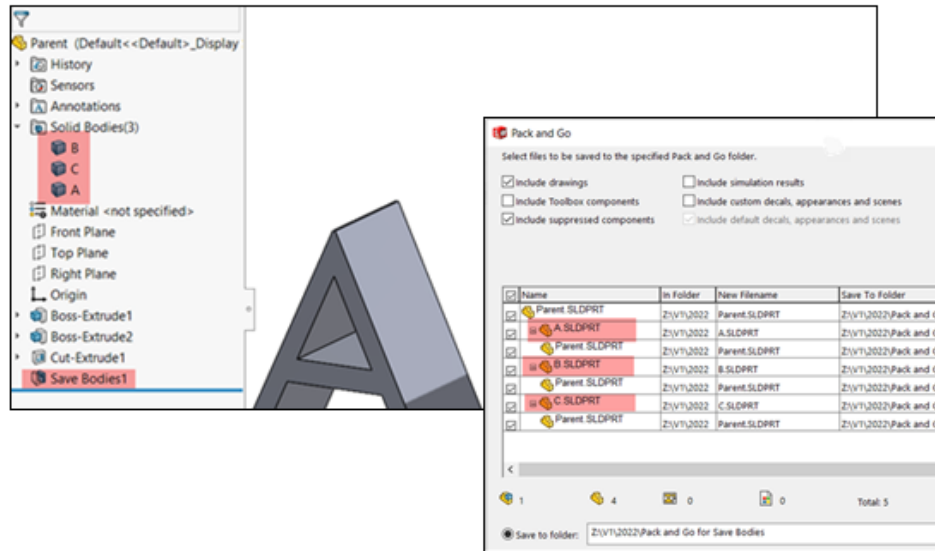 Parent (Default<<Default>_Display
History
Sensors
Annotations
Solid Bodies(3)
B
C
A
Material <not specified>
Front Plane
Top Plane
Right Plane
Origin
Boss-Extrude1
Boss-Extrude2
Cut-Extrude1
Save Bodies1
Pack and Go
Select files to be saved to the specified Pack and Go folder.
Include drawings Include simulation results
Include Toolbox components Include custom decals, appearances and scenes
Include suppressed components Include default decals, appearances and scenes
Name In Folder New Filename Save To Folder
Parent.SLDPRT Z:\V1\2022 Parent.SLDPRT Z:\V1\2022\Pack and G
A.SLDPRT Z:\V1\2022 A.SLDPRT Z:\V1\2022\Pack and G
Parent.SLDPRT Z:\V1\2022 Parent.SLDPRT Z:\V1\2022\Pack and G
B.SLDPRT Z:\V1\2022 B.SLDPRT Z:\V1\2022\Pack and G
Parent.SLDPRT Z:\V1\2022 Parent.SLDPRT Z:\V1\2022\Pack and G
C.SLDPRT Z:\V1\2022 C.SLDPRT Z:\V1\2022\Pack and G
Parent.SLDPRT Z:\V1\2022 Parent.SLDPRT Z:\V1\2022\Pack and G
1 4 0 0 Total: 5
Save to folder: Z:\V1\2022\Pack and Go for Save Bodies